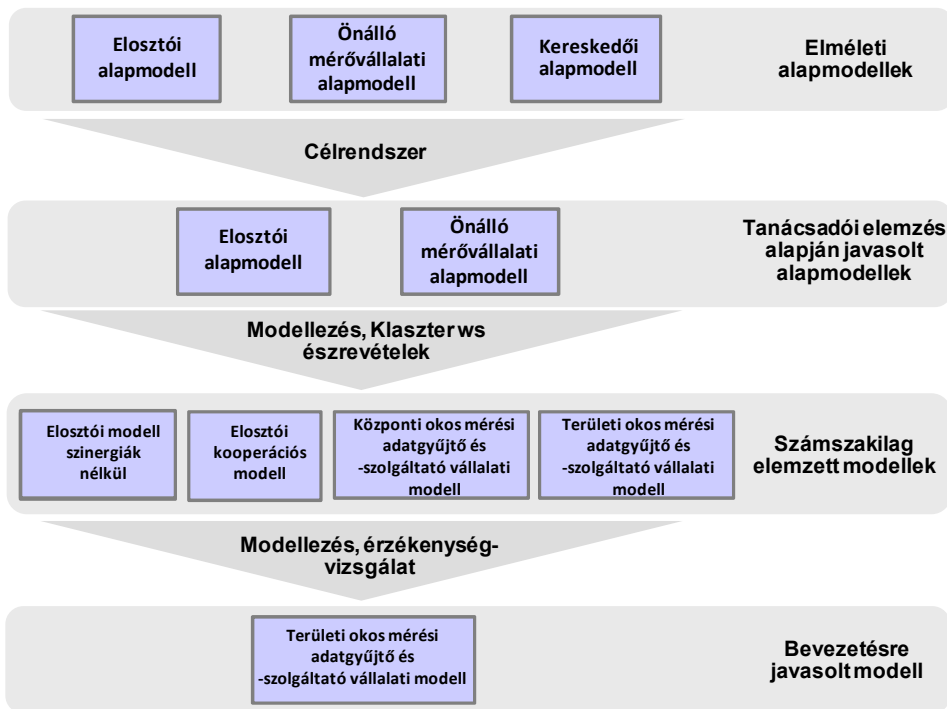 Elosztói
alapmodell
Önálló
mérővállalati
alapmodell
Kereskedői
alapmodell
Elméleti
alapmodellek
Célrendszer
Elosztói
alapmodell
Önálló
mérővállalati
alapmodell
Tanácsadói elemzés
alapján javasolt
alapmodellek
Modellezés, Klaszter ws
észrevételek
Elosztói modell
szinergiák
nélkül
Elosztói
kooperációs
modell
Központi okos mérési
adatgyűjtő és
-szolgáltató vállalati
modell
Területi okos mérési
adatgyűjtő és
-szolgáltató vállalati
modell
Számszakilag
elemzett modellek
Modellezés, érzékenység-
vizsgálat
Területi okos mérési
adatgyűjtő és
-szolgáltató vállalati modell
Bevezetésre
javasolt modell